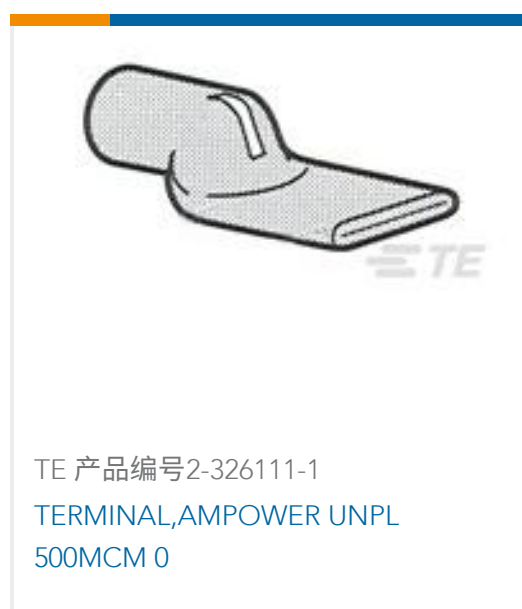 TE
TE 产品编号2-326111-1
TERMINAL,AMPOWER UNPL
500MCM 0